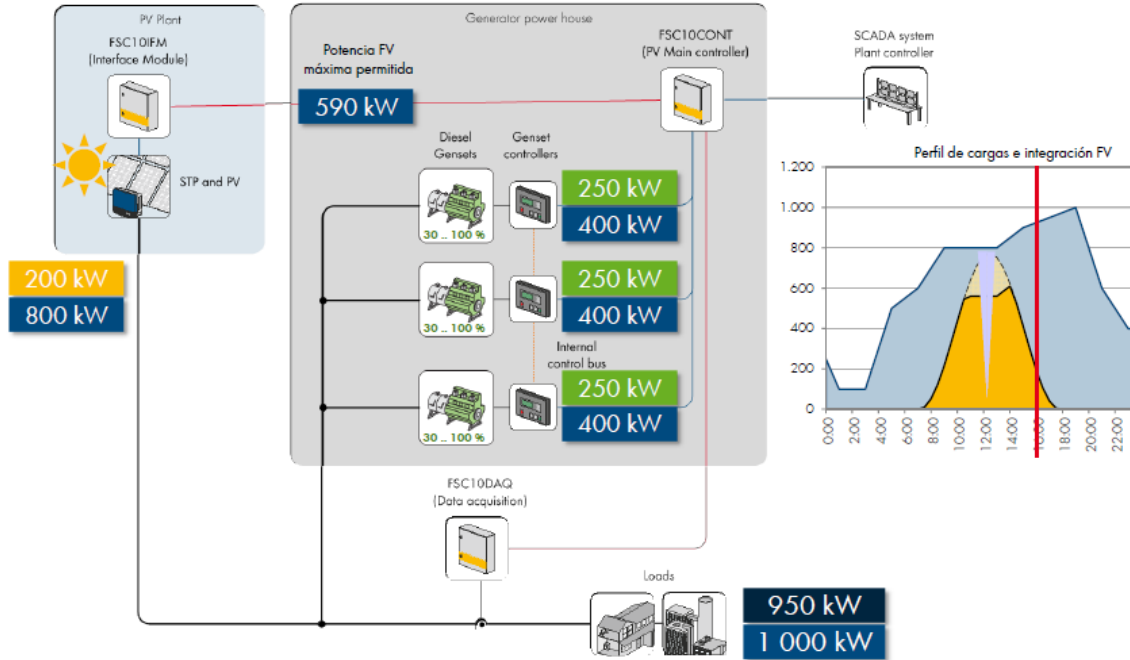 PV Plant
FSC10IFM
(Interface Module)
STP and PV
200 kW
800 kW
Generator power house
Potencia FV
máxima permitida
590 kW
FSC10CONT
(PV Main controller)
SCADA system
Plant controller
Diesel
Gensets
Genset
controllers
30 .. 100 %
250 kW
400 kW
30 .. 100 %
250 kW
400 kW
Internal
control bus
30 .. 100 %
250 kW
400 kW
FSC10DAQ
(Data acquisition)
Loads
950 kW
1 000 kW
Perfil de cargas e integración FV
1.200
1.000
800
600
400
200
0
0:00
2:00
4:00
6:00
8:00
10:00
12:00
14:00
16:00
18:00
20:00
22:00